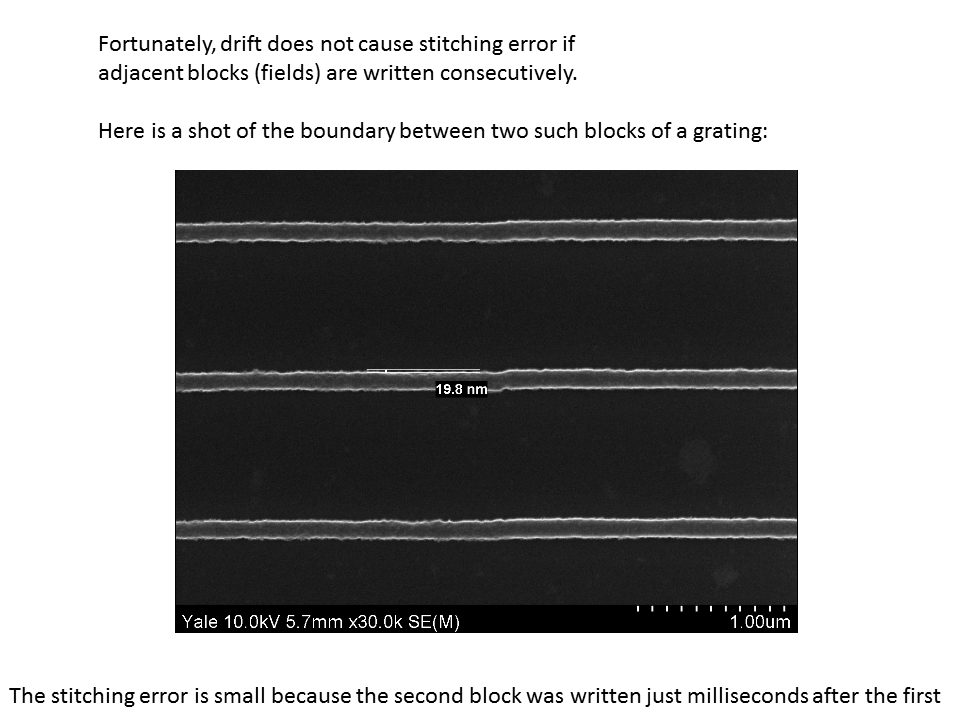 Fortunately, drift does not cause stitching error if
adjacent blocks (fields) are written consecutively.
Here is a shot of the boundary between two such blocks of a grating:
19.8 nm
Yale 10.0kV 5.7mm x30.0k SE(M)
1.00um
The stitching error is small because the second block was written just milliseconds after the first